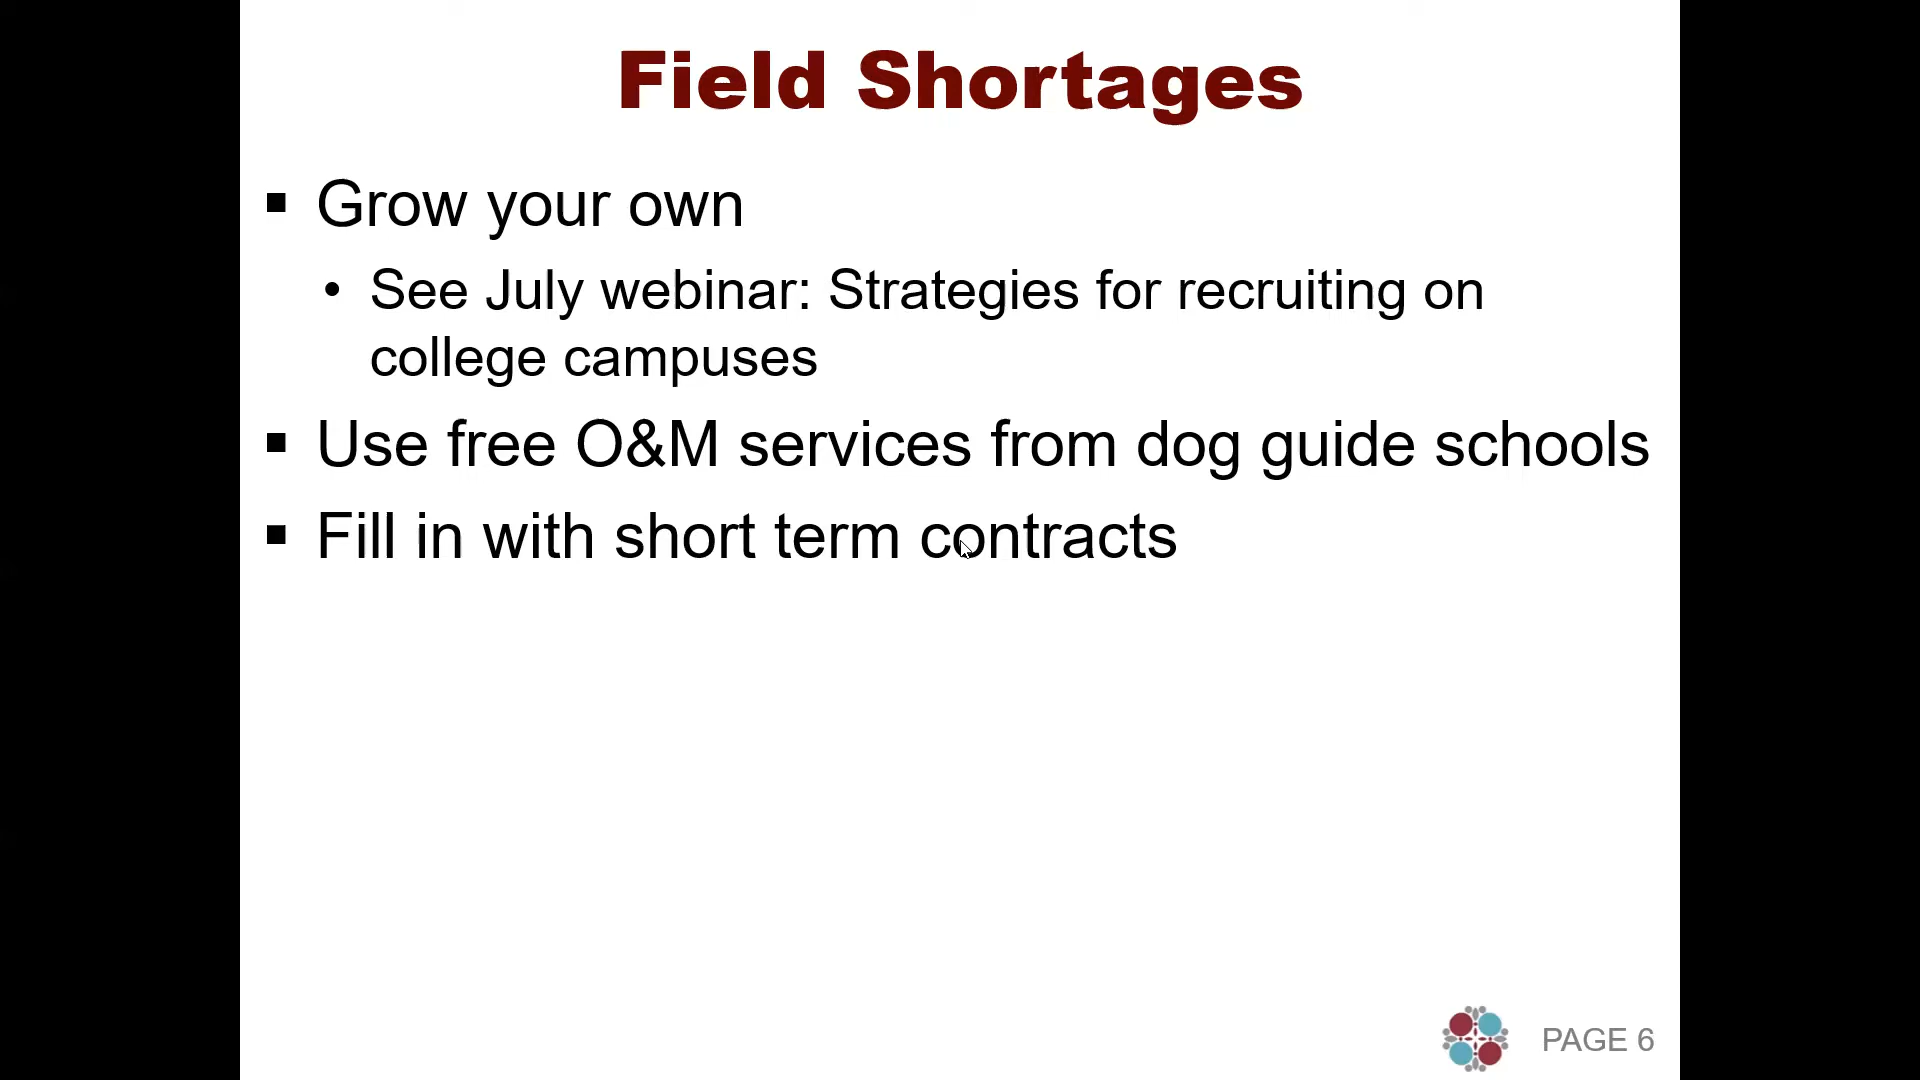 Field Shortages
▪ Grow your own
• See July webinar: Strategies for recruiting on
college campuses
▪ Use free O&M services from dog guide schools
▪ Fill in with short term contracts
PAGE 6